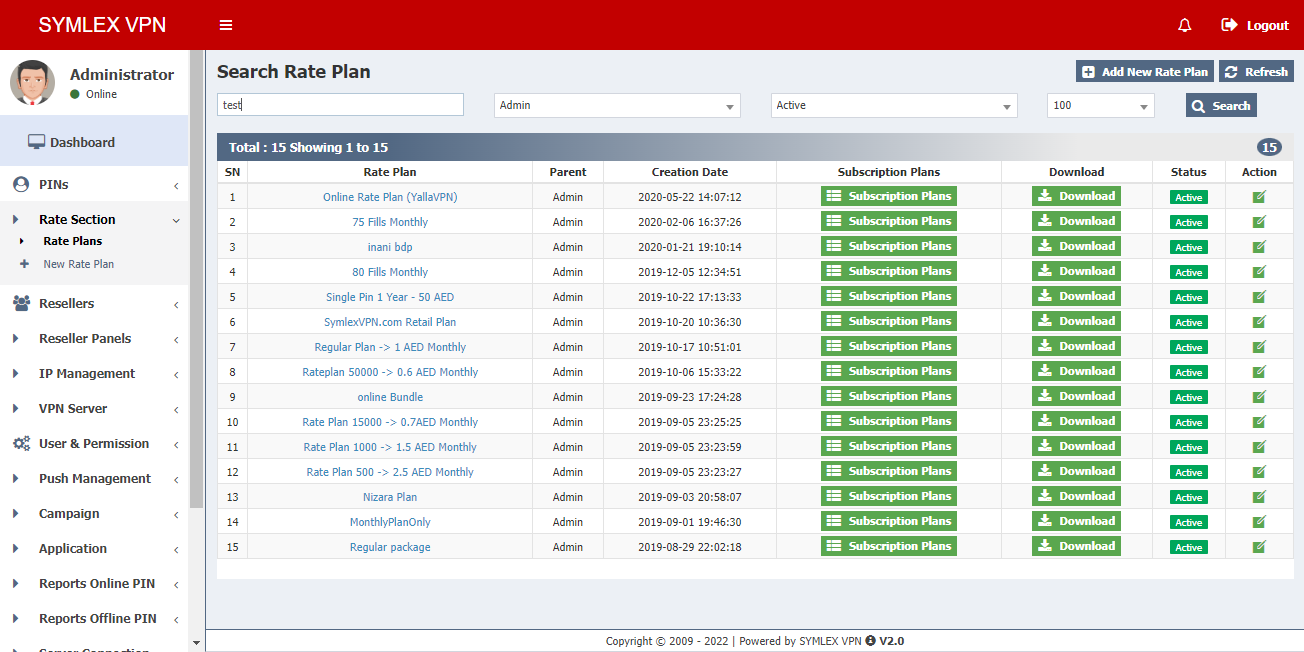 SYMLEX VPN
Logout
Administrator
Online
Dashboard
PINs
Rate Section
Rate Plans
New Rate Plan
Resellers
Reseller Panels
IP Management
VPN Server
User & Permission
Push Management
Campaign
Application
Reports Online PIN
Reports Offline PIN
Server Connection
Search Rate Plan
Add New Rate Plan
Refresh
test
Admin
Active
100
Search
Total : 15 Showing 1 to 15
15
SN Rate Plan Parent Creation Date Subscription Plans Download Status Action
1 Online Rate Plan (YallaVPN) Admin 2020-05-22 14:07:12 Subscription Plans Download Active
2 75 Fills Monthly Admin 2020-02-06 16:37:26 Subscription Plans Download Active
3 inani bdp Admin 2020-01-21 19:10:14 Subscription Plans Download Active
4 80 Fills Monthly Admin 2019-12-05 12:34:51 Subscription Plans Download Active
5 Single Pin 1 Year - 50 AED Admin 2019-10-22 17:13:33 Subscription Plans Download Active
6 SymlexVPN.com Retail Plan Admin 2019-10-20 10:36:30 Subscription Plans Download Active
7 Regular Plan -> 1 AED Monthly Admin 2019-10-17 10:51:01 Subscription Plans Download Active
8 Rateplan 50000 -> 0.6 AED Monthly Admin 2019-10-06 15:33:22 Subscription Plans Download Active
9 online Bundle Admin 2019-09-23 17:24:28 Subscription Plans Download Active
10 Rate Plan 15000 -> 0.7AED Monthly Admin 2019-09-05 23:25:25 Subscription Plans Download Active
11 Rate Plan 1000 -> 1.5 AED Monthly Admin 2019-09-05 23:23:59 Subscription Plans Download Active
12 Rate Plan 500 -> 2.5 AED Monthly Admin 2019-09-05 23:23:27 Subscription Plans Download Active
13 Nizara Plan Admin 2019-09-03 20:58:07 Subscription Plans Download Active
14 MonthlyPlanOnly Admin 2019-09-01 19:46:30 Subscription Plans Download Active
15 Regular package Admin 2019-08-29 22:02:18 Subscription Plans Download Active
Copyright © 2009 - 2022 | Powered by SYMLEX VPN V2.0